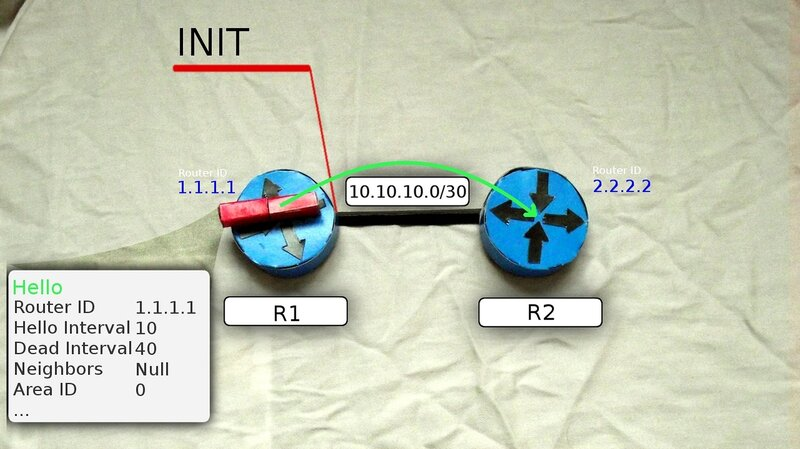 INIT
Router ID
1.1.1.1
10.10.10.0/30
Router ID
2.2.2.2
R1
R2
Hello
Router ID 1.1.1.1
Hello Interval 10
Dead Interval 40
Neighbors Null
Area ID 0
...